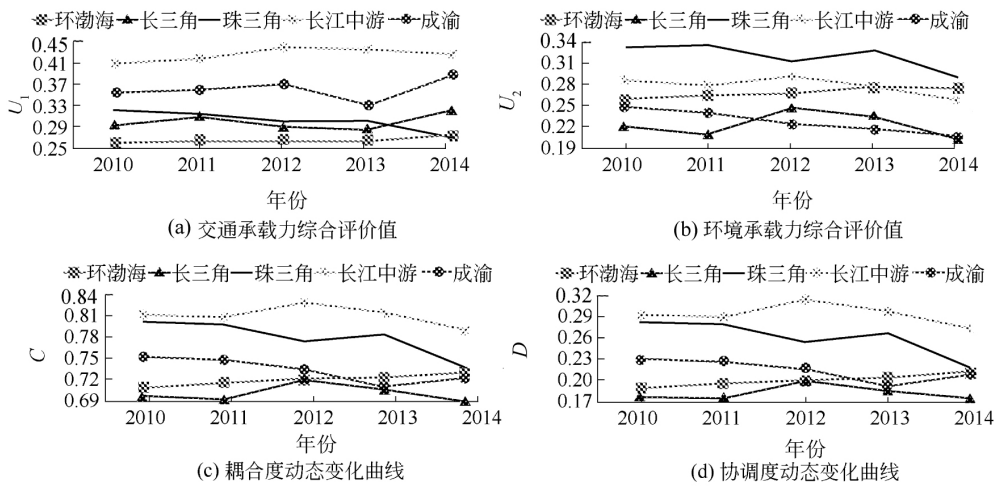 环渤海 长三角 珠三角 长江中游 成渝
0.45
0.41
0.37
0.33
0.29
0.25
U1
2010 2011 2012 2013 2014
年份
(a) 交通承载力综合评价值
环渤海 长三角 珠三角 长江中游 成渝
0.34
0.28
0.25
0.22
0.19
U2
2010 2011 2012 2013 2014
年份
(b) 环境承载力综合评价值
环渤海 长三角 珠三角 长江中游 成渝
0.84
0.81
0.78
0.72
0.69
C
2010 2011 2012 2013 2014
年份
(c) 耦合度动态变化曲线
环渤海 长三角 珠三角 长江中游 成渝
0.32
0.29
0.26
0.23
0.20
0.17
D
2010 2011 2012 2013 2014
年份
(d) 协调度动态变化曲线